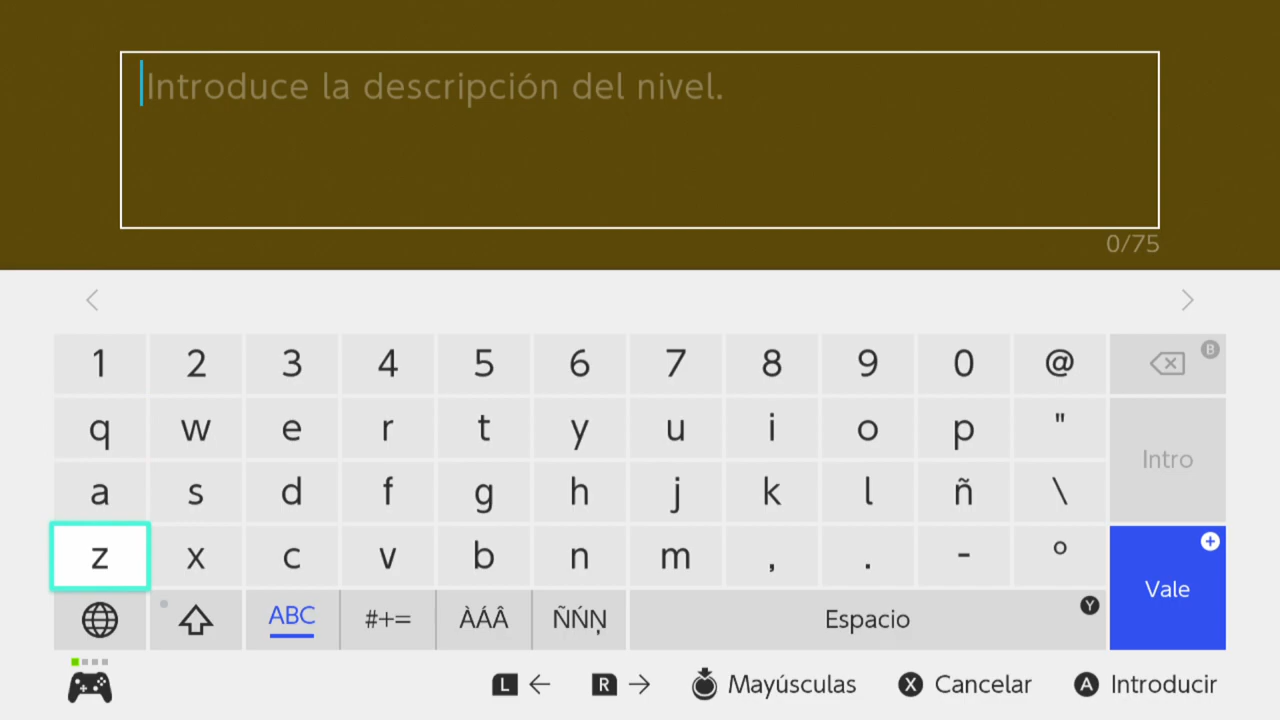 Introduce la descripción del nivel.
0/75
1 2 3 4 5 6 7 8 9 0 @ B
q w e r t y u i o p " Intro
a s d f g h j k l ñ \
z x c v b n m , . - º Vale
ABC #+= ÀÁÂ ÑŃŅ Espacio Y
L ← R → Mayúsculas X Cancelar A Introducir